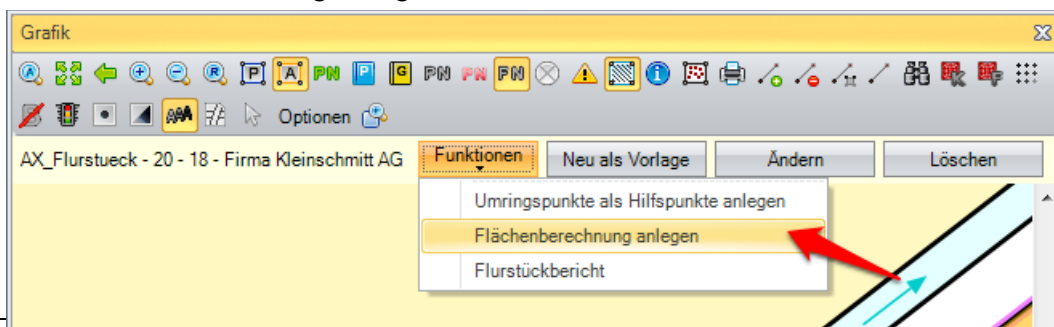 Grafik
P A PN P G PN PN PN
AAA Optionen
AX_Flurstueck - 20 - 18 - Firma Kleinschmitt AG Funktionen Neu als Vorlage Ändern Löschen
Umringspunkte als Hilfspunkte anlegen
Flächenberechnung anlegen
Flurstückbericht